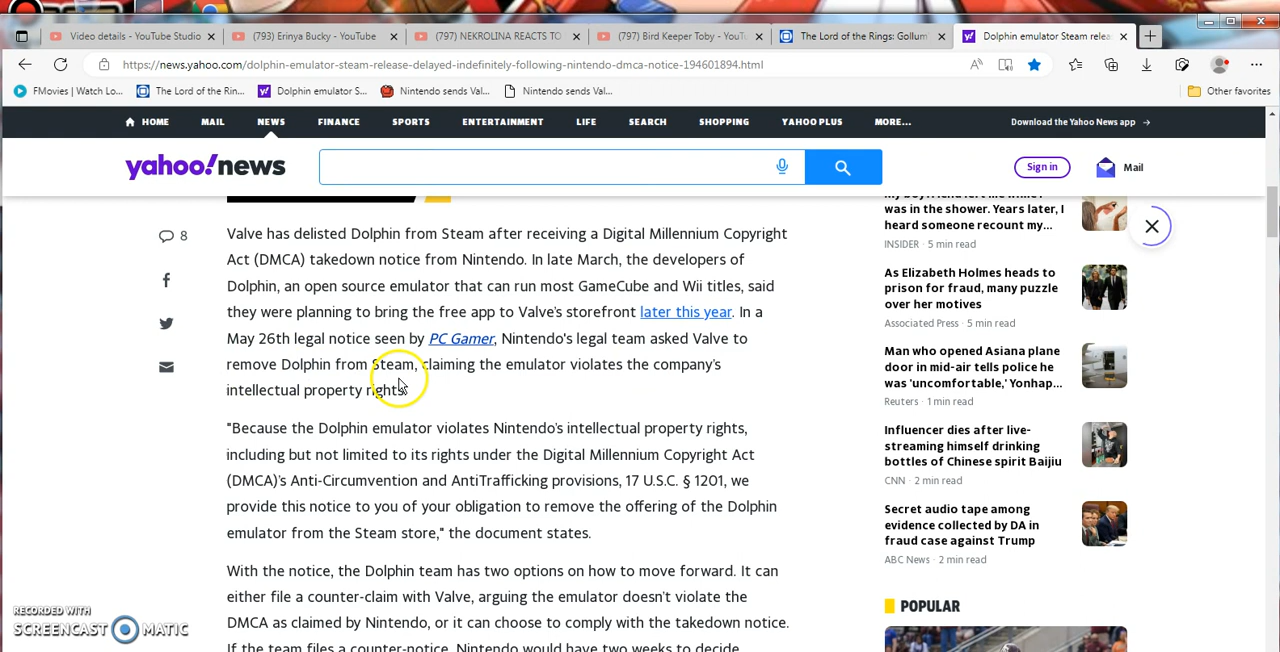 Video details - YouTube Studio
(793) Erinya Bucky - YouTube
(797) NEKROLINA REACTS TO
(797) Bird Keeper Toby - YouTu
The Lord of the Rings: Gollum
Dolphin emulator Steam relea
https://news.yahoo.com/dolphin-emulator-steam-release-delayed-indefinitely-following-nintendo-dmca-notice-194601894.html
FMovies | Watch Lo...
The Lord of the Rin...
Dolphin emulator S...
Nintendo sends Val...
Nintendo sends Val...
Other favorites
HOME
MAIL
NEWS
FINANCE
SPORTS
ENTERTAINMENT
LIFE
SEARCH
SHOPPING
YAHOO PLUS
MORE...
Download the Yahoo News app →
yahoo!news
Sign in
Mail
8
Valve has delisted Dolphin from Steam after receiving a Digital Millennium Copyright
Act (DMCA) takedown notice from Nintendo. In late March, the developers of
Dolphin, an open source emulator that can run most GameCube and Wii titles, said
they were planning to bring the free app to Valve's storefront later this year. In a
May 26th legal notice seen by PC Gamer, Nintendo's legal team asked Valve to
remove Dolphin from Steam, claiming the emulator violates the company's
intellectual property rights.
"Because the Dolphin emulator violates Nintendo's intellectual property rights,
including but not limited to its rights under the Digital Millennium Copyright Act
(DMCA)'s Anti-Circumvention and AntiTrafficking provisions, 17 U.S.C. § 1201, we
provide this notice to you of your obligation to remove the offering of the Dolphin
emulator from the Steam store," the document states.
With the notice, the Dolphin team has two options on how to move forward. It can
either file a counter-claim with Valve, arguing the emulator doesn't violate the
DMCA as claimed by Nintendo, or it can choose to comply with the takedown notice.
If the team files a counter-notice, Nintendo would have two weeks to decide
My boyfriend left me while I
was in the shower. Years later, I
heard someone recount my...
INSIDER · 5 min read
As Elizabeth Holmes heads to
prison for fraud, many puzzle
over her motives
Associated Press · 5 min read
Man who opened Asiana plane
door in mid-air tells police he
was 'uncomfortable,' Yonhap...
Reuters · 1 min read
Influencer dies after live-
streaming himself drinking
bottles of Chinese spirit Baijiu
CNN · 2 min read
Secret audio tape among
evidence collected by DA in
fraud case against Trump
ABC News · 2 min read
POPULAR
RECORDED WITH
SCREENCAST MATIC